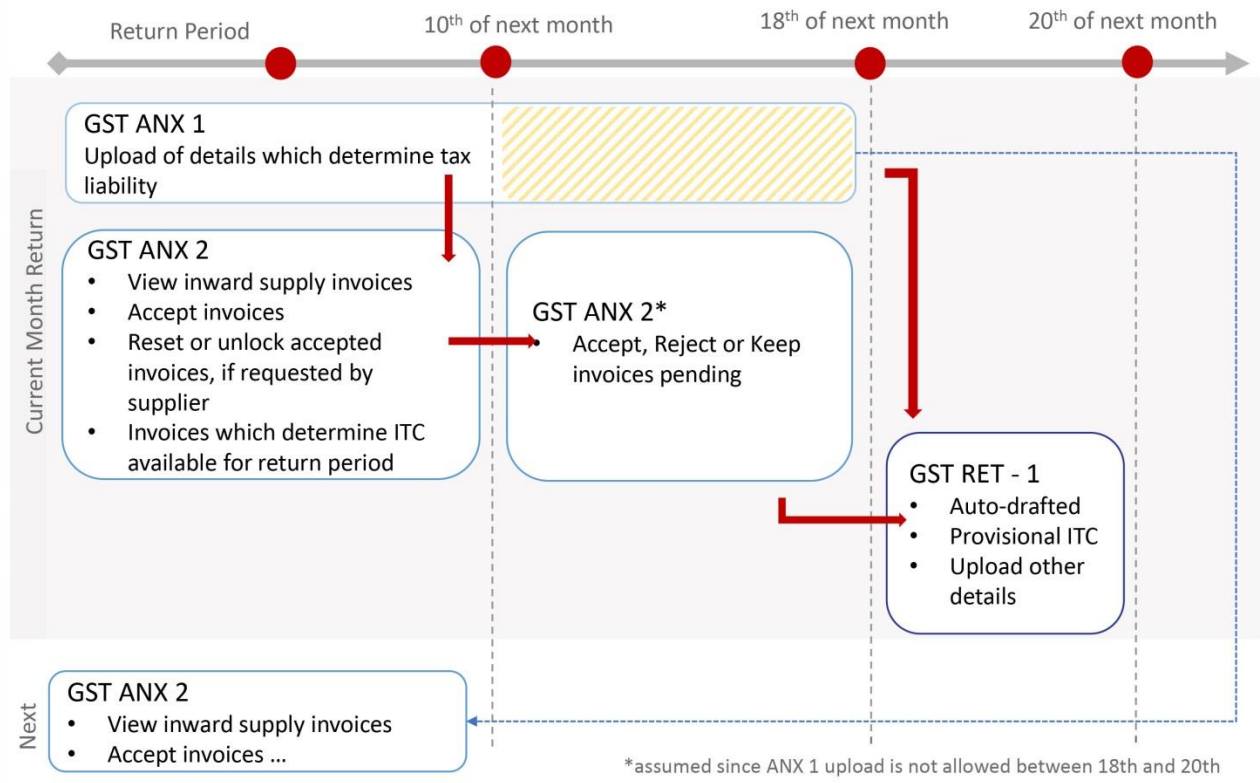 Return Period
10th of next month
18th of next month
20th of next month
Current Month Return
GST ANX 1
Upload of details which determine tax
liability
GST ANX 2
• View inward supply invoices
• Accept invoices
• Reset or unlock accepted
invoices, if requested by
supplier
• Invoices which determine ITC
available for return period
GST ANX 2*
• Accept, Reject or Keep
invoices pending
GST RET - 1
• Auto-drafted
• Provisional ITC
• Upload other
details
Next
GST ANX 2
• View inward supply invoices
• Accept invoices ...
*assumed since ANX 1 upload is not allowed between 18th and 20th